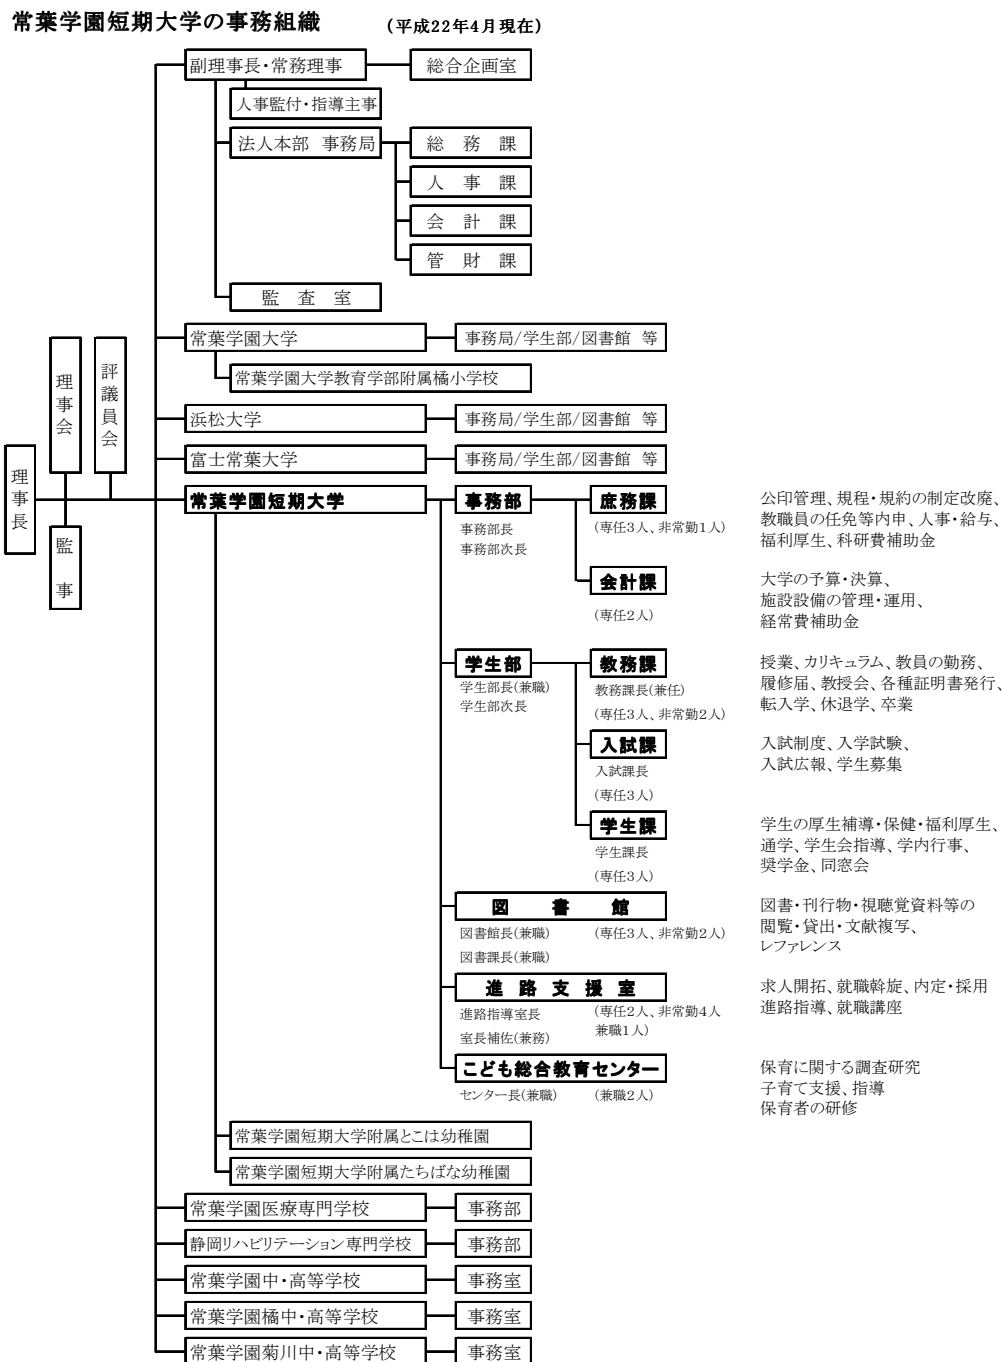 常葉学園短期大学の事務組織　(平成22年4月現在)
副理事長・常務理事　総合企画室
人事監付・指導主事
法人本部　事務局　総　務　課
人　事　課
会　計　課
管　財　課
監　査　室
常葉学園大学　事務局/学生部/図書館　等
常葉学園大学教育学部附属橘小学校
理事会
評議員会
浜松大学　事務局/学生部/図書館　等
富士常葉大学　事務局/学生部/図書館　等
理事長
監　事
常葉学園短期大学　事務部　庶務課　公印管理、規程・規約の制定改廃、
事務部長　(専任3人、非常勤1人)　教職員の任免等内申、人事・給与、
事務部次長　福利厚生、科研費補助金
会計課　大学の予算・決算、
施設設備の管理・運用、
(専任2人)　経常費補助金
学生部　教務課　授業、カリキュラム、教員の勤務、
学生部長(兼職)　教務課長(兼任)　履修届、教授会、各種証明書発行、
学生部次長　(専任3人、非常勤2人)　転入学、休退学、卒業
入試課　入試制度、入学試験、
入試課長　入試広報、学生募集
(専任3人)
学生課　学生の厚生補導・保健・福利厚生、
学生課長　通学、学生会指導、学内行事、
(専任3人)　奨学金、同窓会
図　書　館　図書・刊行物・視聴覚資料等の
図書館長(兼職)　(専任3人、非常勤2人)　閲覧・貸出・文献複写、
図書課長(兼職)　レファレンス
進　路　支　援　室　求人開拓、就職斡旋、内定・採用
進路指導室長　(専任2人、非常勤4人　進路指導、就職講座
室長補佐(兼務)　兼職1人)
こども総合教育センター　保育に関する調査研究
センター長(兼職)　(兼職2人)　子育て支援、指導
保育者の研修
常葉学園短期大学附属とこは幼稚園
常葉学園短期大学附属たちばな幼稚園
常葉学園医療専門学校　事務部
静岡リハビリテーション専門学校　事務部
常葉学園中・高等学校　事務室
常葉学園橘中・高等学校　事務室
常葉学園菊川中・高等学校　事務室